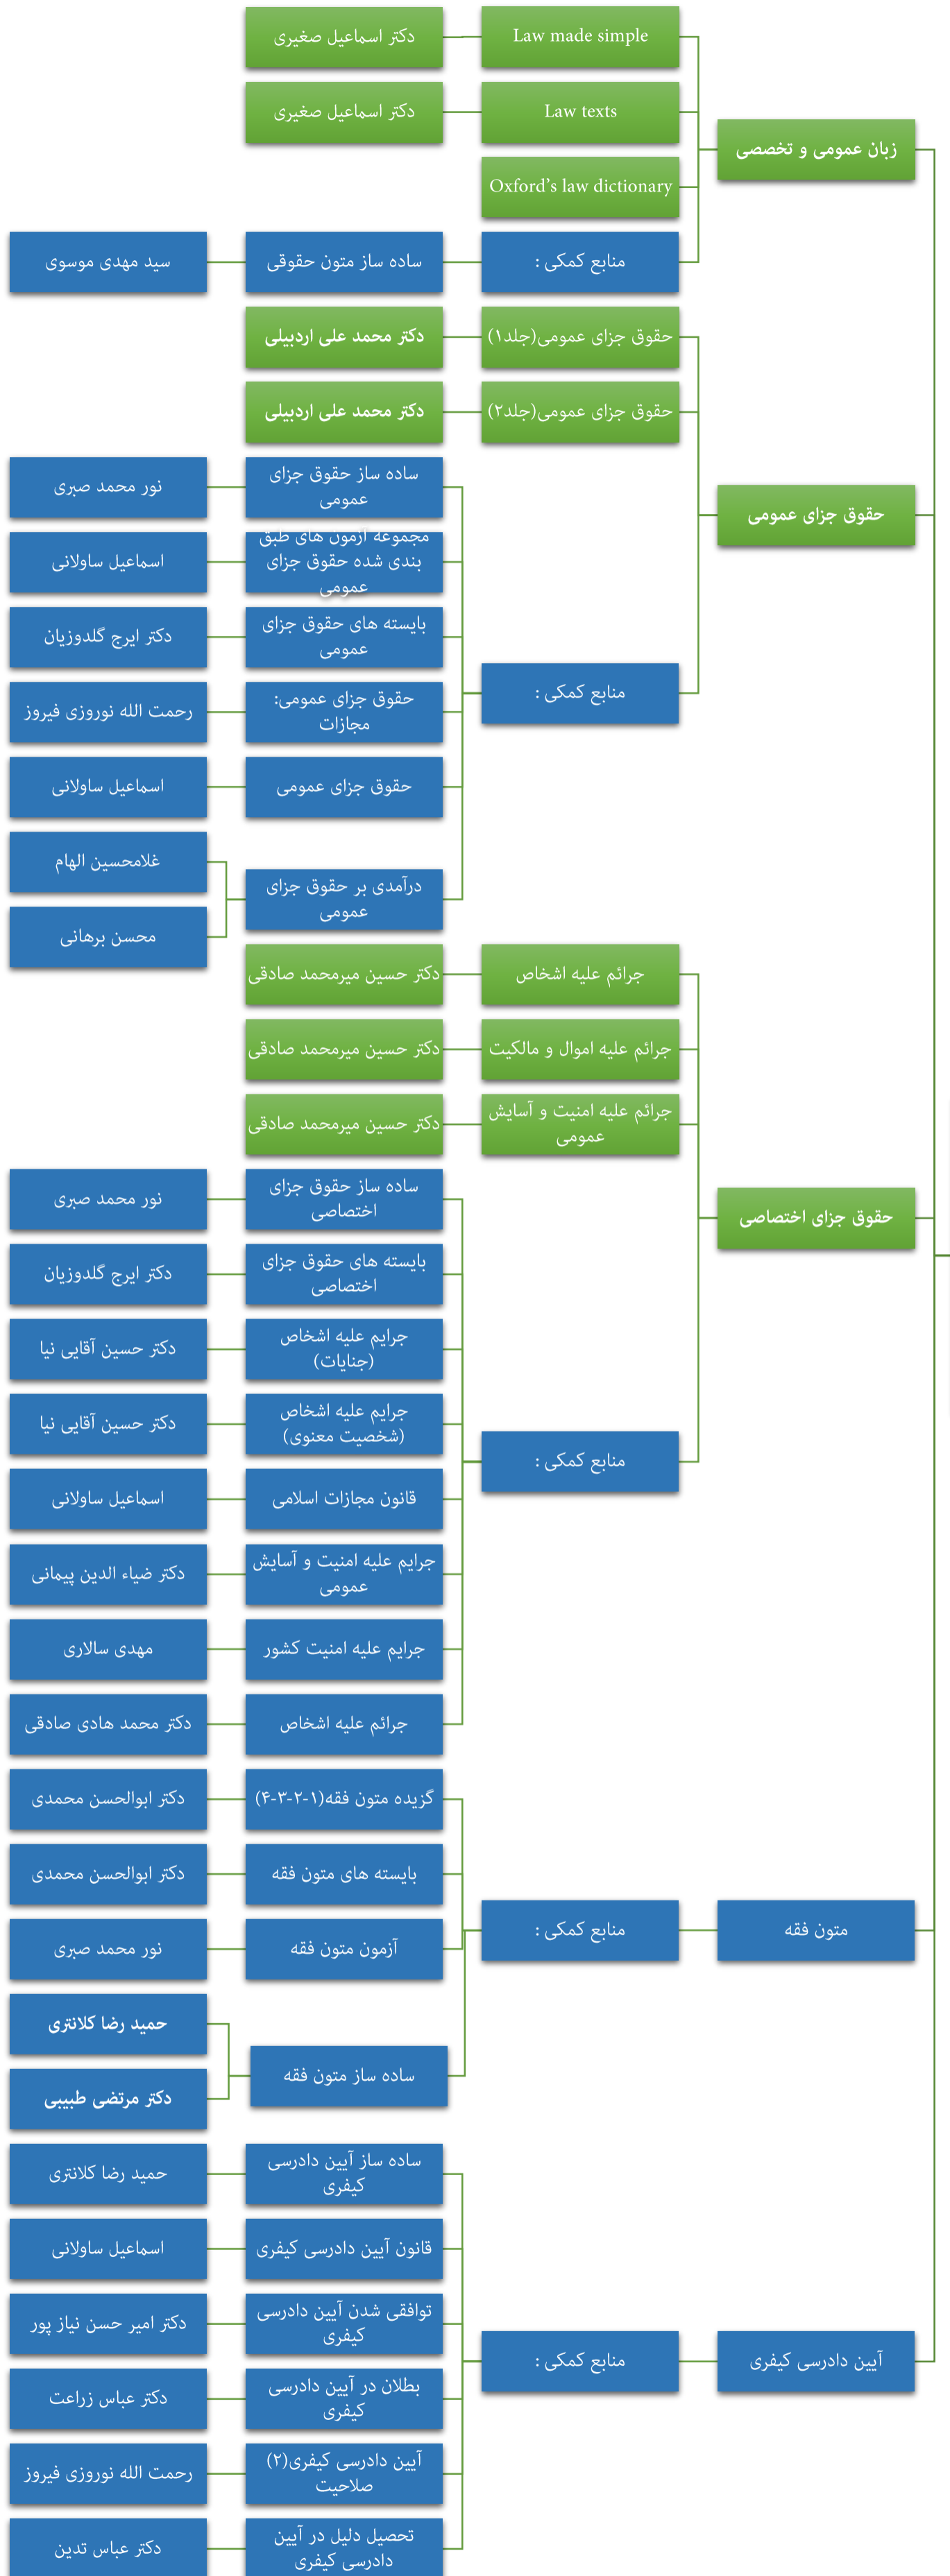 زبان عمومی و تخصصی
Law made simple
دکتر اسماعیل صغیری
Law texts
دکتر اسماعیل صغیری
Oxford's law dictionary
منابع کمکی :
ساده ساز متون حقوقی
سید مهدی موسوی
حقوق جزای عمومی
حقوق جزای عمومی(جلد۱)
دکتر محمد علی اردبیلی
حقوق جزای عمومی(جلد۲)
دکتر محمد علی اردبیلی
منابع کمکی :
ساده ساز حقوق جزای
عمومی
نور محمد صبری
مجموعه آزمون های طبق
بندی شده حقوق جزای
عمومی
اسماعیل ساولانی
بایسته های حقوق جزای
عمومی
دکتر ایرج گلدوزیان
حقوق جزای عمومی:
مجازات
رحمت الله نوروزی فیروز
حقوق جزای عمومی
اسماعیل ساولانی
درآمدی بر حقوق جزای
عمومی
غلامحسین الهام
محسن برهانی
حقوق جزای اختصاصی
جرائم علیه اشخاص
دکتر حسین میرمحمد صادقی
جرائم علیه اموال و مالکیت
دکتر حسین میرمحمد صادقی
جرائم علیه امنیت و آسایش
عمومی
دکتر حسین میرمحمد صادقی
منابع کمکی :
ساده ساز حقوق جزای
اختصاصی
نور محمد صبری
بایسته های حقوق جزای
اختصاصی
دکتر ایرج گلدوزیان
جرایم علیه اشخاص
(جنایات)
دکتر حسین آقایی نیا
جرایم علیه اشخاص
(شخصیت معنوی)
دکتر حسین آقایی نیا
قانون مجازات اسلامی
اسماعیل ساولانی
جرایم علیه امنیت و آسایش
عمومی
دکتر ضیاء الدین پیمانی
جرایم علیه امنیت کشور
مهدی سالاری
جرائم علیه اشخاص
دکتر محمد هادی صادقی
متون فقه
منابع کمکی :
گزیده متون فقه(۱-۲-۳-۴)
دکتر ابوالحسن محمدی
بایسته های متون فقه
دکتر ابوالحسن محمدی
آزمون متون فقه
نور محمد صبری
ساده ساز متون فقه
حمید رضا کلانتری
دکتر مرتضی طبیبی
آیین دادرسی کیفری
منابع کمکی :
ساده ساز آیین دادرسی
کیفری
حمید رضا کلانتری
قانون آیین دادرسی کیفری
اسماعیل ساولانی
توافقی شدن آیین دادرسی
کیفری
دکتر امیر حسن نیاز پور
بطلان در آیین دادرسی
کیفری
دکتر عباس زراعت
آیین دادرسی کیفری(۲)
صلاحیت
رحمت الله نوروزی فیروز
تحصیل دلیل در آیین
دادرسی کیفری
دکتر عباس تدین